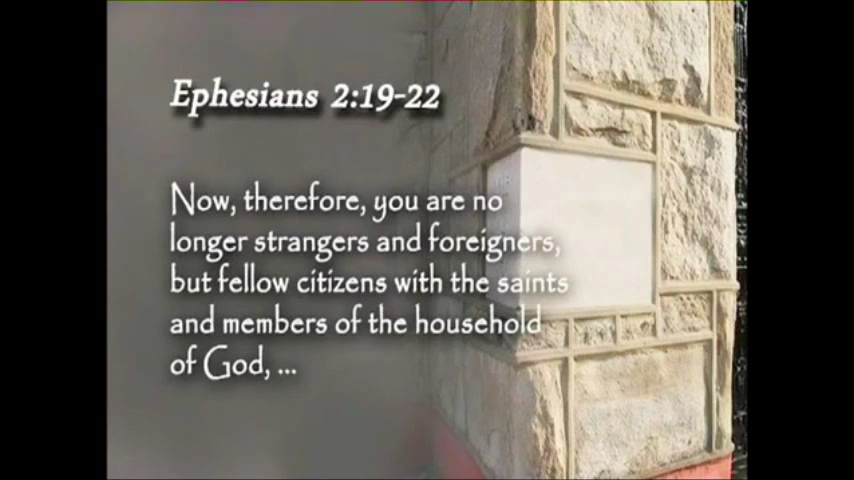 Ephesians 2:19-22
Now, therefore, you are no
longer strangers and foreigners,
but fellow citizens with the saints
and members of the household
of God, ...